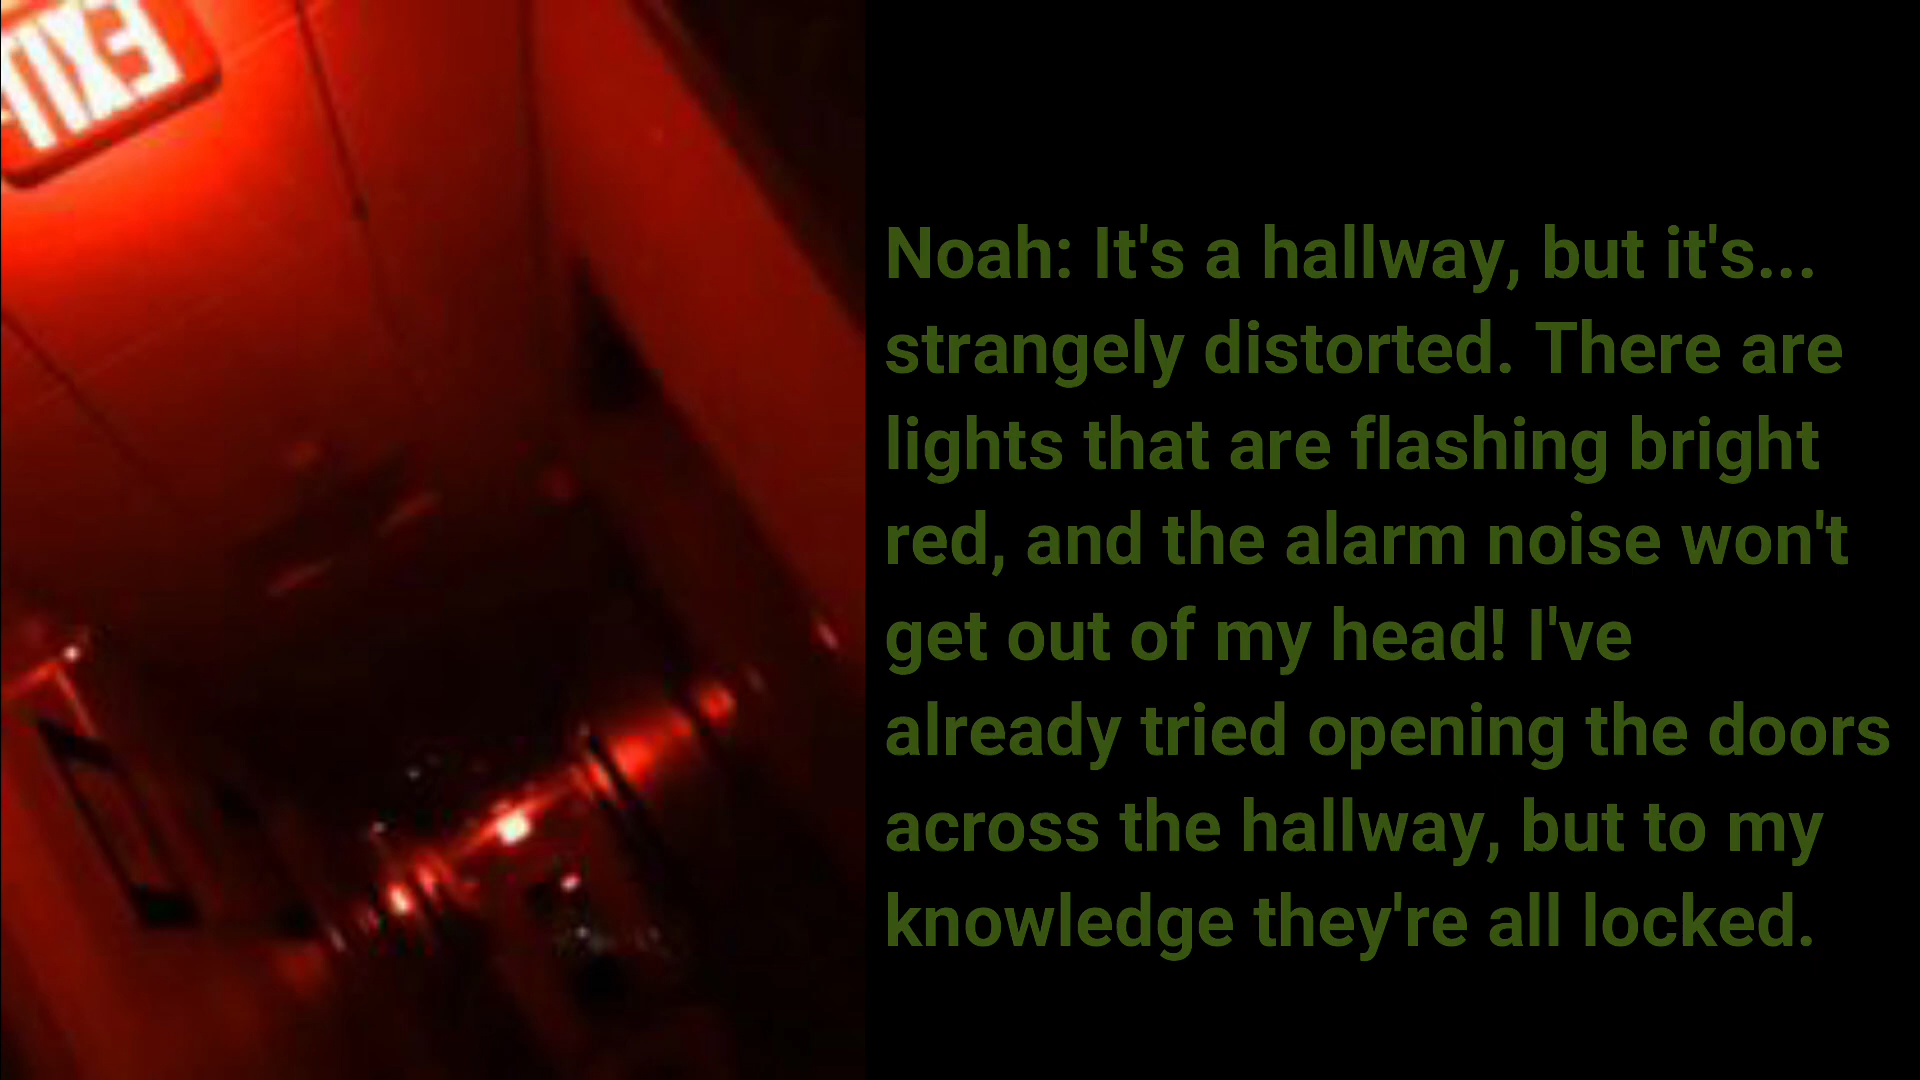 EXIT
Noah: It's a hallway, but it's...
strangely distorted. There are
lights that are flashing bright
red, and the alarm noise won't
get out of my head! I've
already tried opening the doors
across the hallway, but to my
knowledge they're all locked.